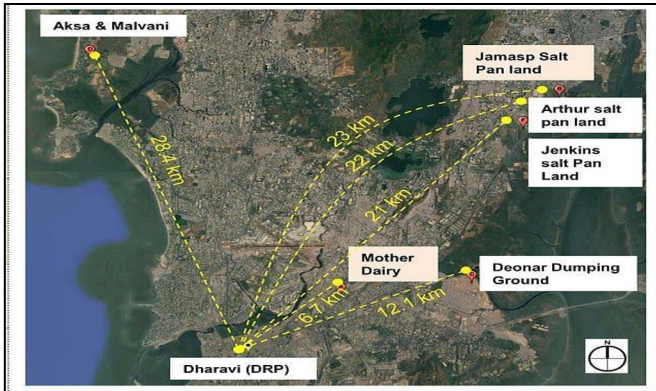 Aksa & Malvani
Jamasp Salt
Pan land
Arthur salt
pan land
Jenkins
salt Pan
Land
23 km
22 km
28.4 km
21 km
Mother
Dairy
Deonar Dumping
Ground
6.7 km
12.1 km
Dharavi (DRP)
N